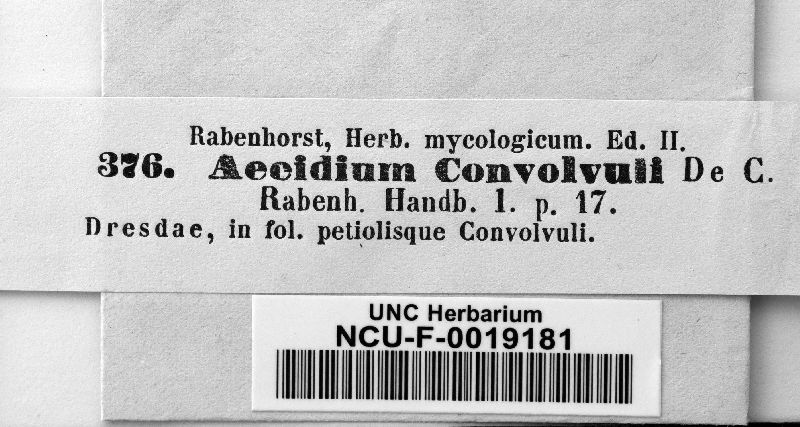 Rabenhorst, Herb. mycologicum. Ed. II.
376. Aecidium Convolvuli De C.
Rabenh. Handb. I. p. 17.
Dresdae, in fol. petiolisque Convolvuli.
UNC Herbarium
NCU-F-0019181